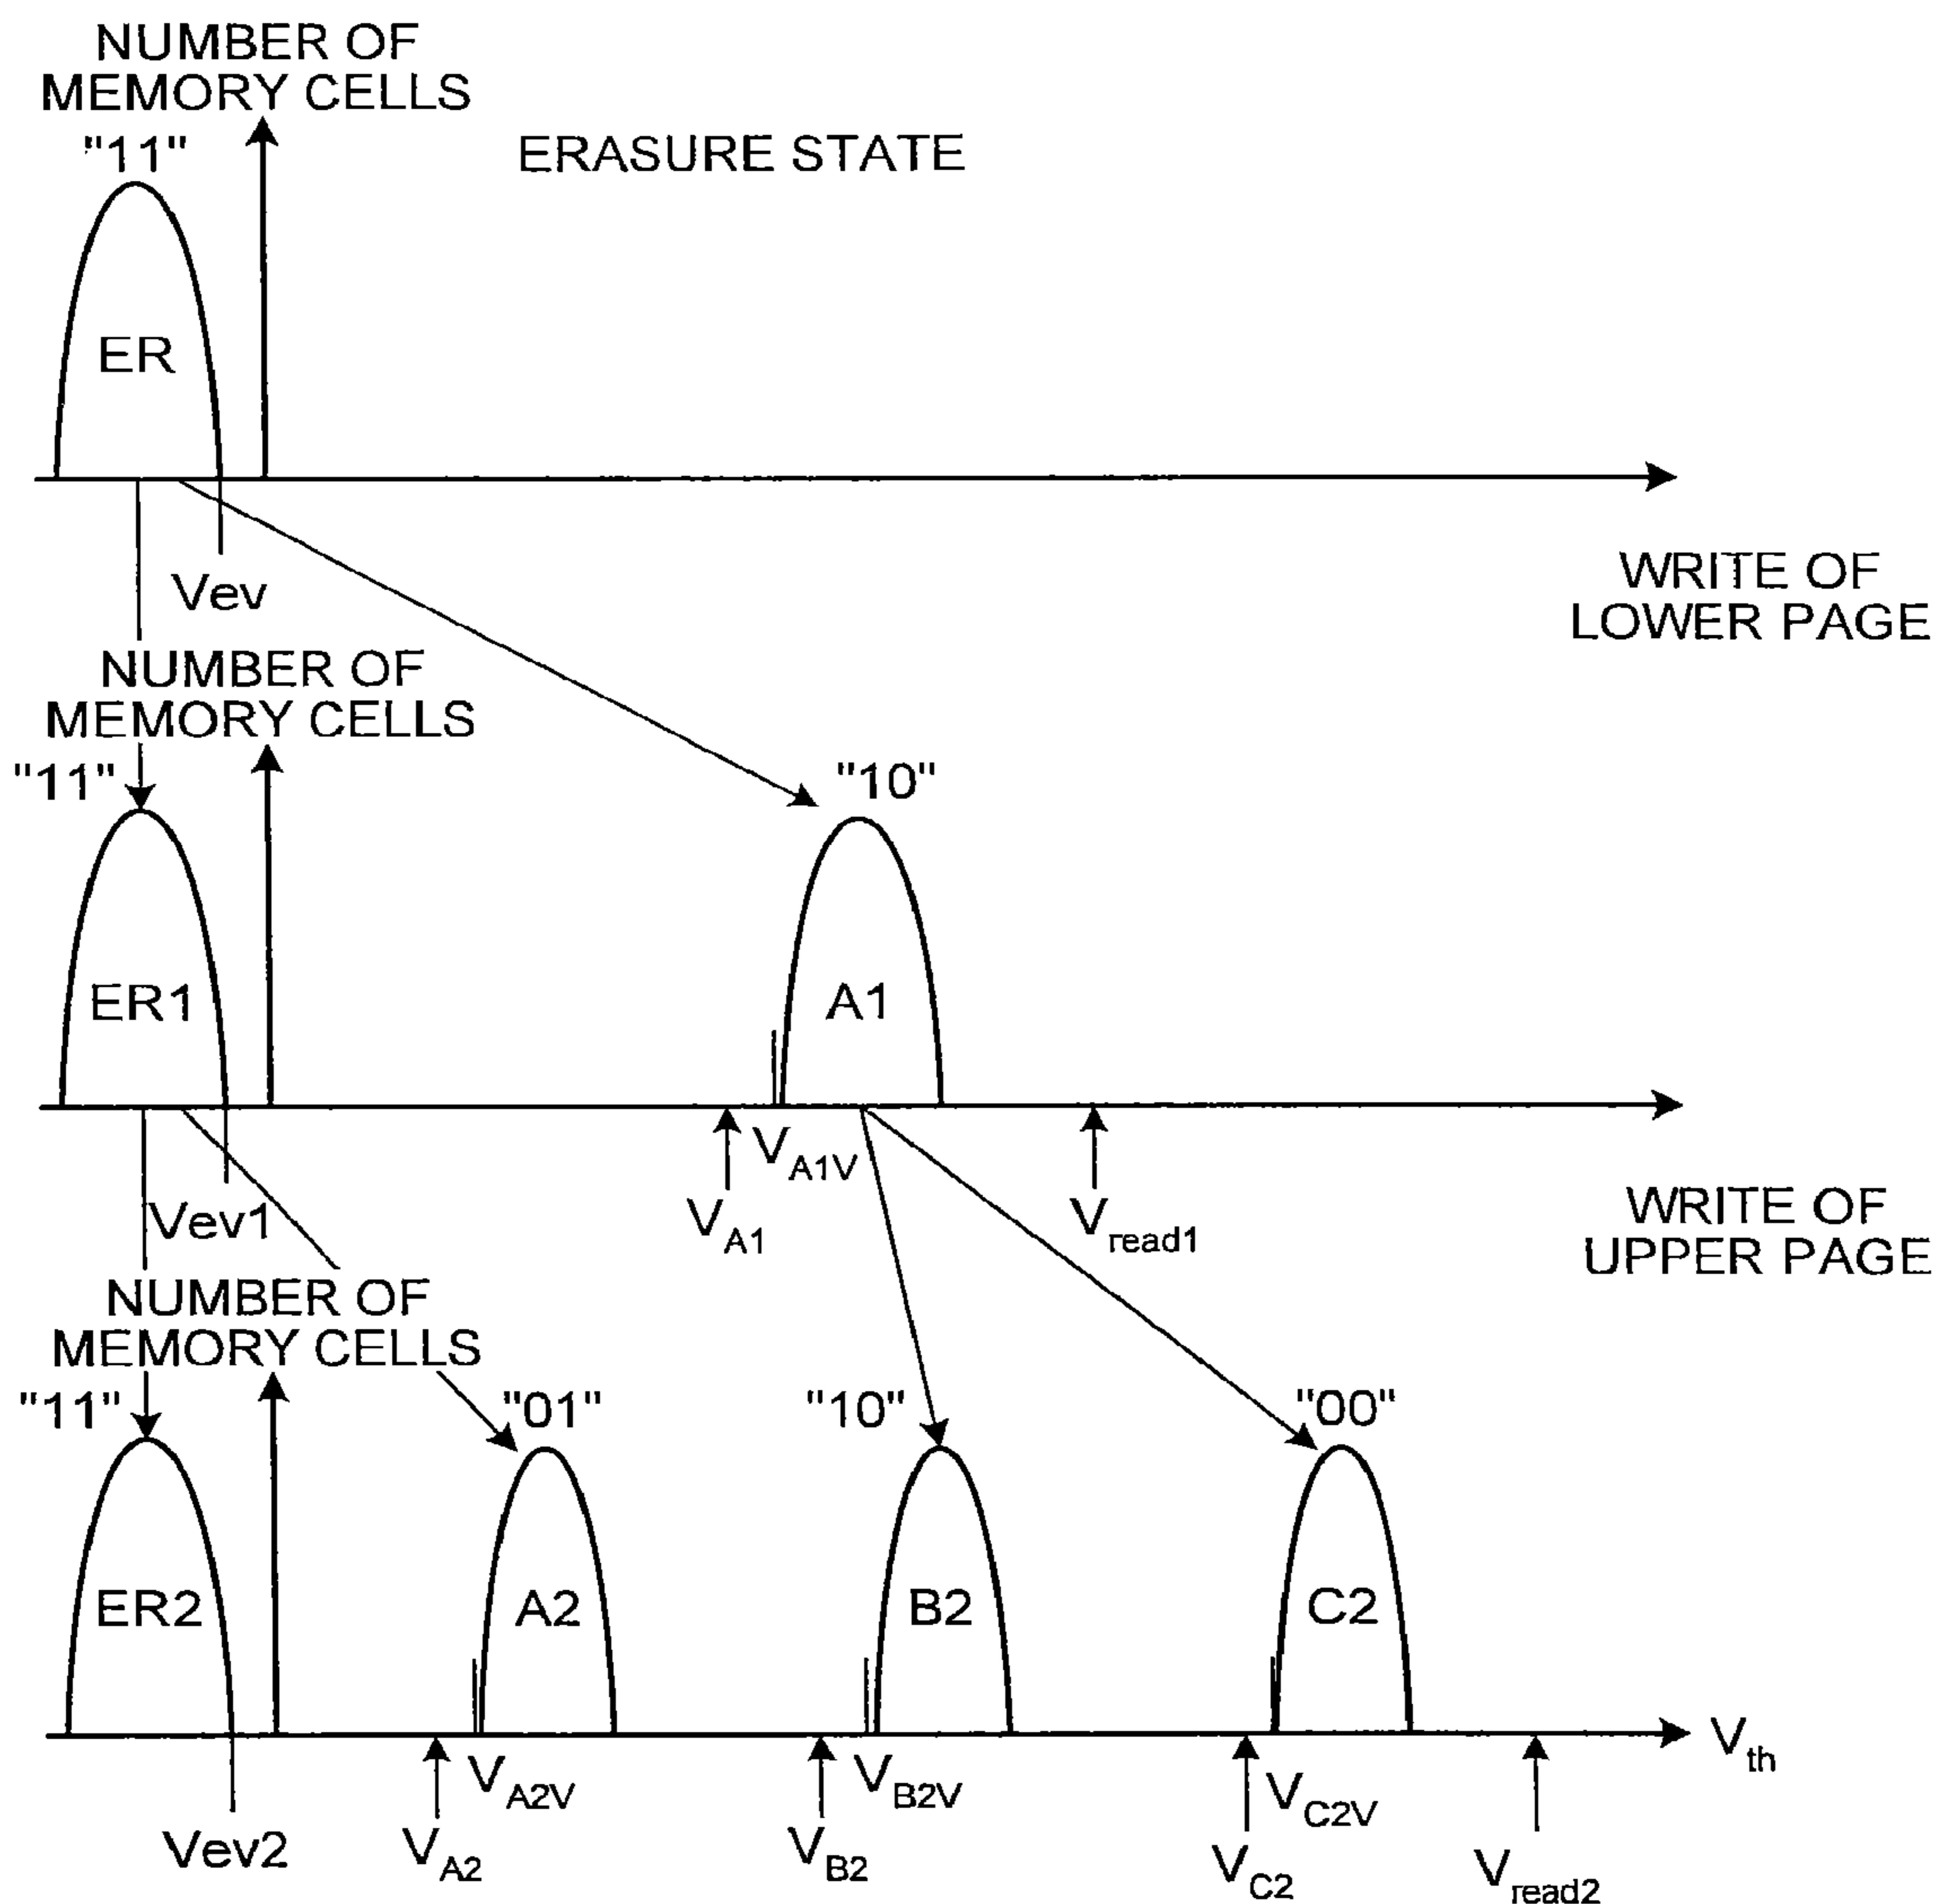 NUMBER OF
MEMORY CELLS
"11"
ERASURE STATE
ER
Vev
WRITE OF
LOWER PAGE
NUMBER OF
MEMORY CELLS
"11"
"10"
ER1
A1
Vev1
VA1
VA1V
Vread1
WRITE OF
UPPER PAGE
NUMBER OF
MEMORY CELLS
"11"
"01"
"10"
"00"
ER2
A2
B2
C2
Vth
Vev2
VA2
VA2V
VB2
VB2V
VC2
VC2V
Vread2